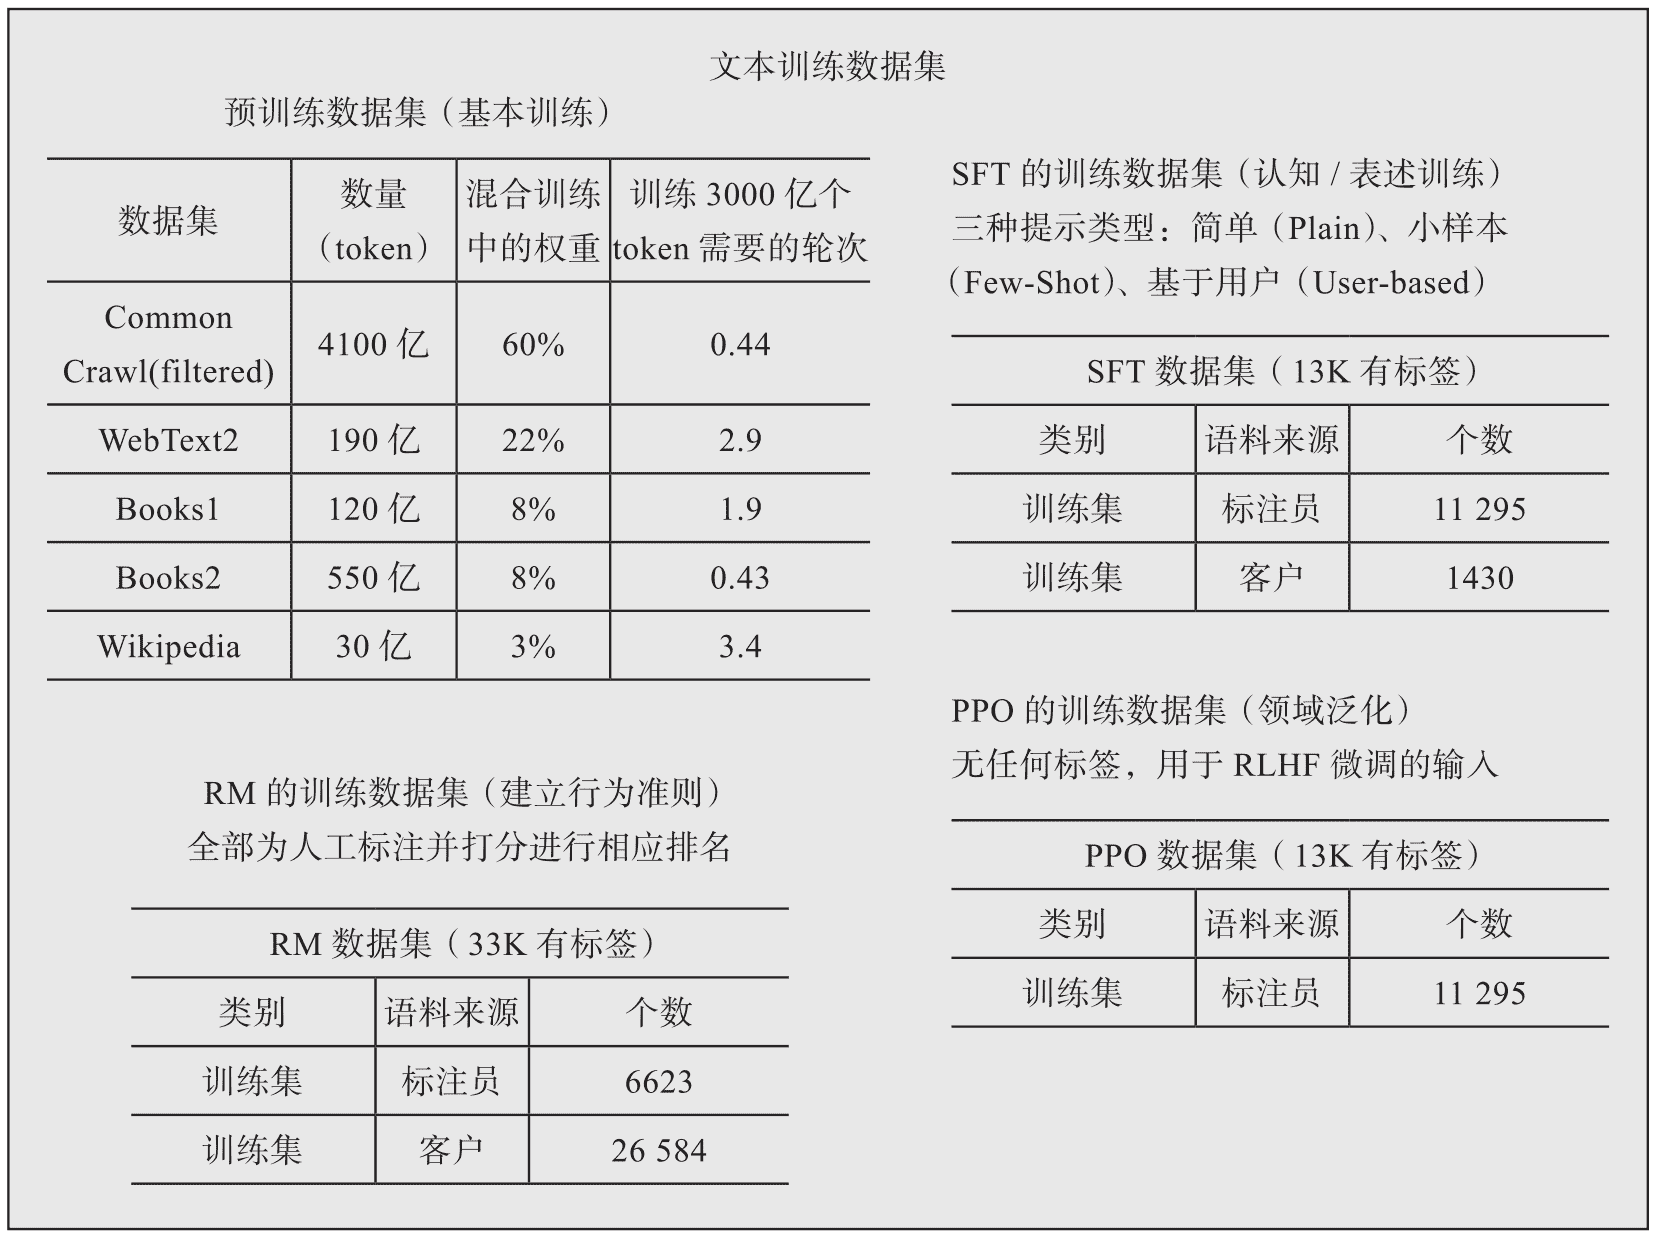 文本训练数据集
预训练数据集（基本训练）
数据集 数量 混合训练 训练 3000 亿个
（token） 中的权重 token 需要的轮次
Common
Crawl(filtered) 4100 亿 60% 0.44
WebText2 190 亿 22% 2.9
Books1 120 亿 8% 1.9
Books2 550 亿 8% 0.43
Wikipedia 30 亿 3% 3.4
RM 的训练数据集（建立行为准则）
全部为人工标注并打分进行相应排名
RM 数据集（33K 有标签）
类别 语料来源 个数
训练集 标注员 6623
训练集 客户 26 584
SFT 的训练数据集（认知 / 表述训练）
三种提示类型：简单（Plain）、小样本
（Few-Shot）、基于用户（User-based）
SFT 数据集（13K 有标签）
类别 语料来源 个数
训练集 标注员 11 295
训练集 客户 1430
PPO 的训练数据集（领域泛化）
无任何标签，用于 RLHF 微调的输入
PPO 数据集（13K 有标签）
类别 语料来源 个数
训练集 标注员 11 295